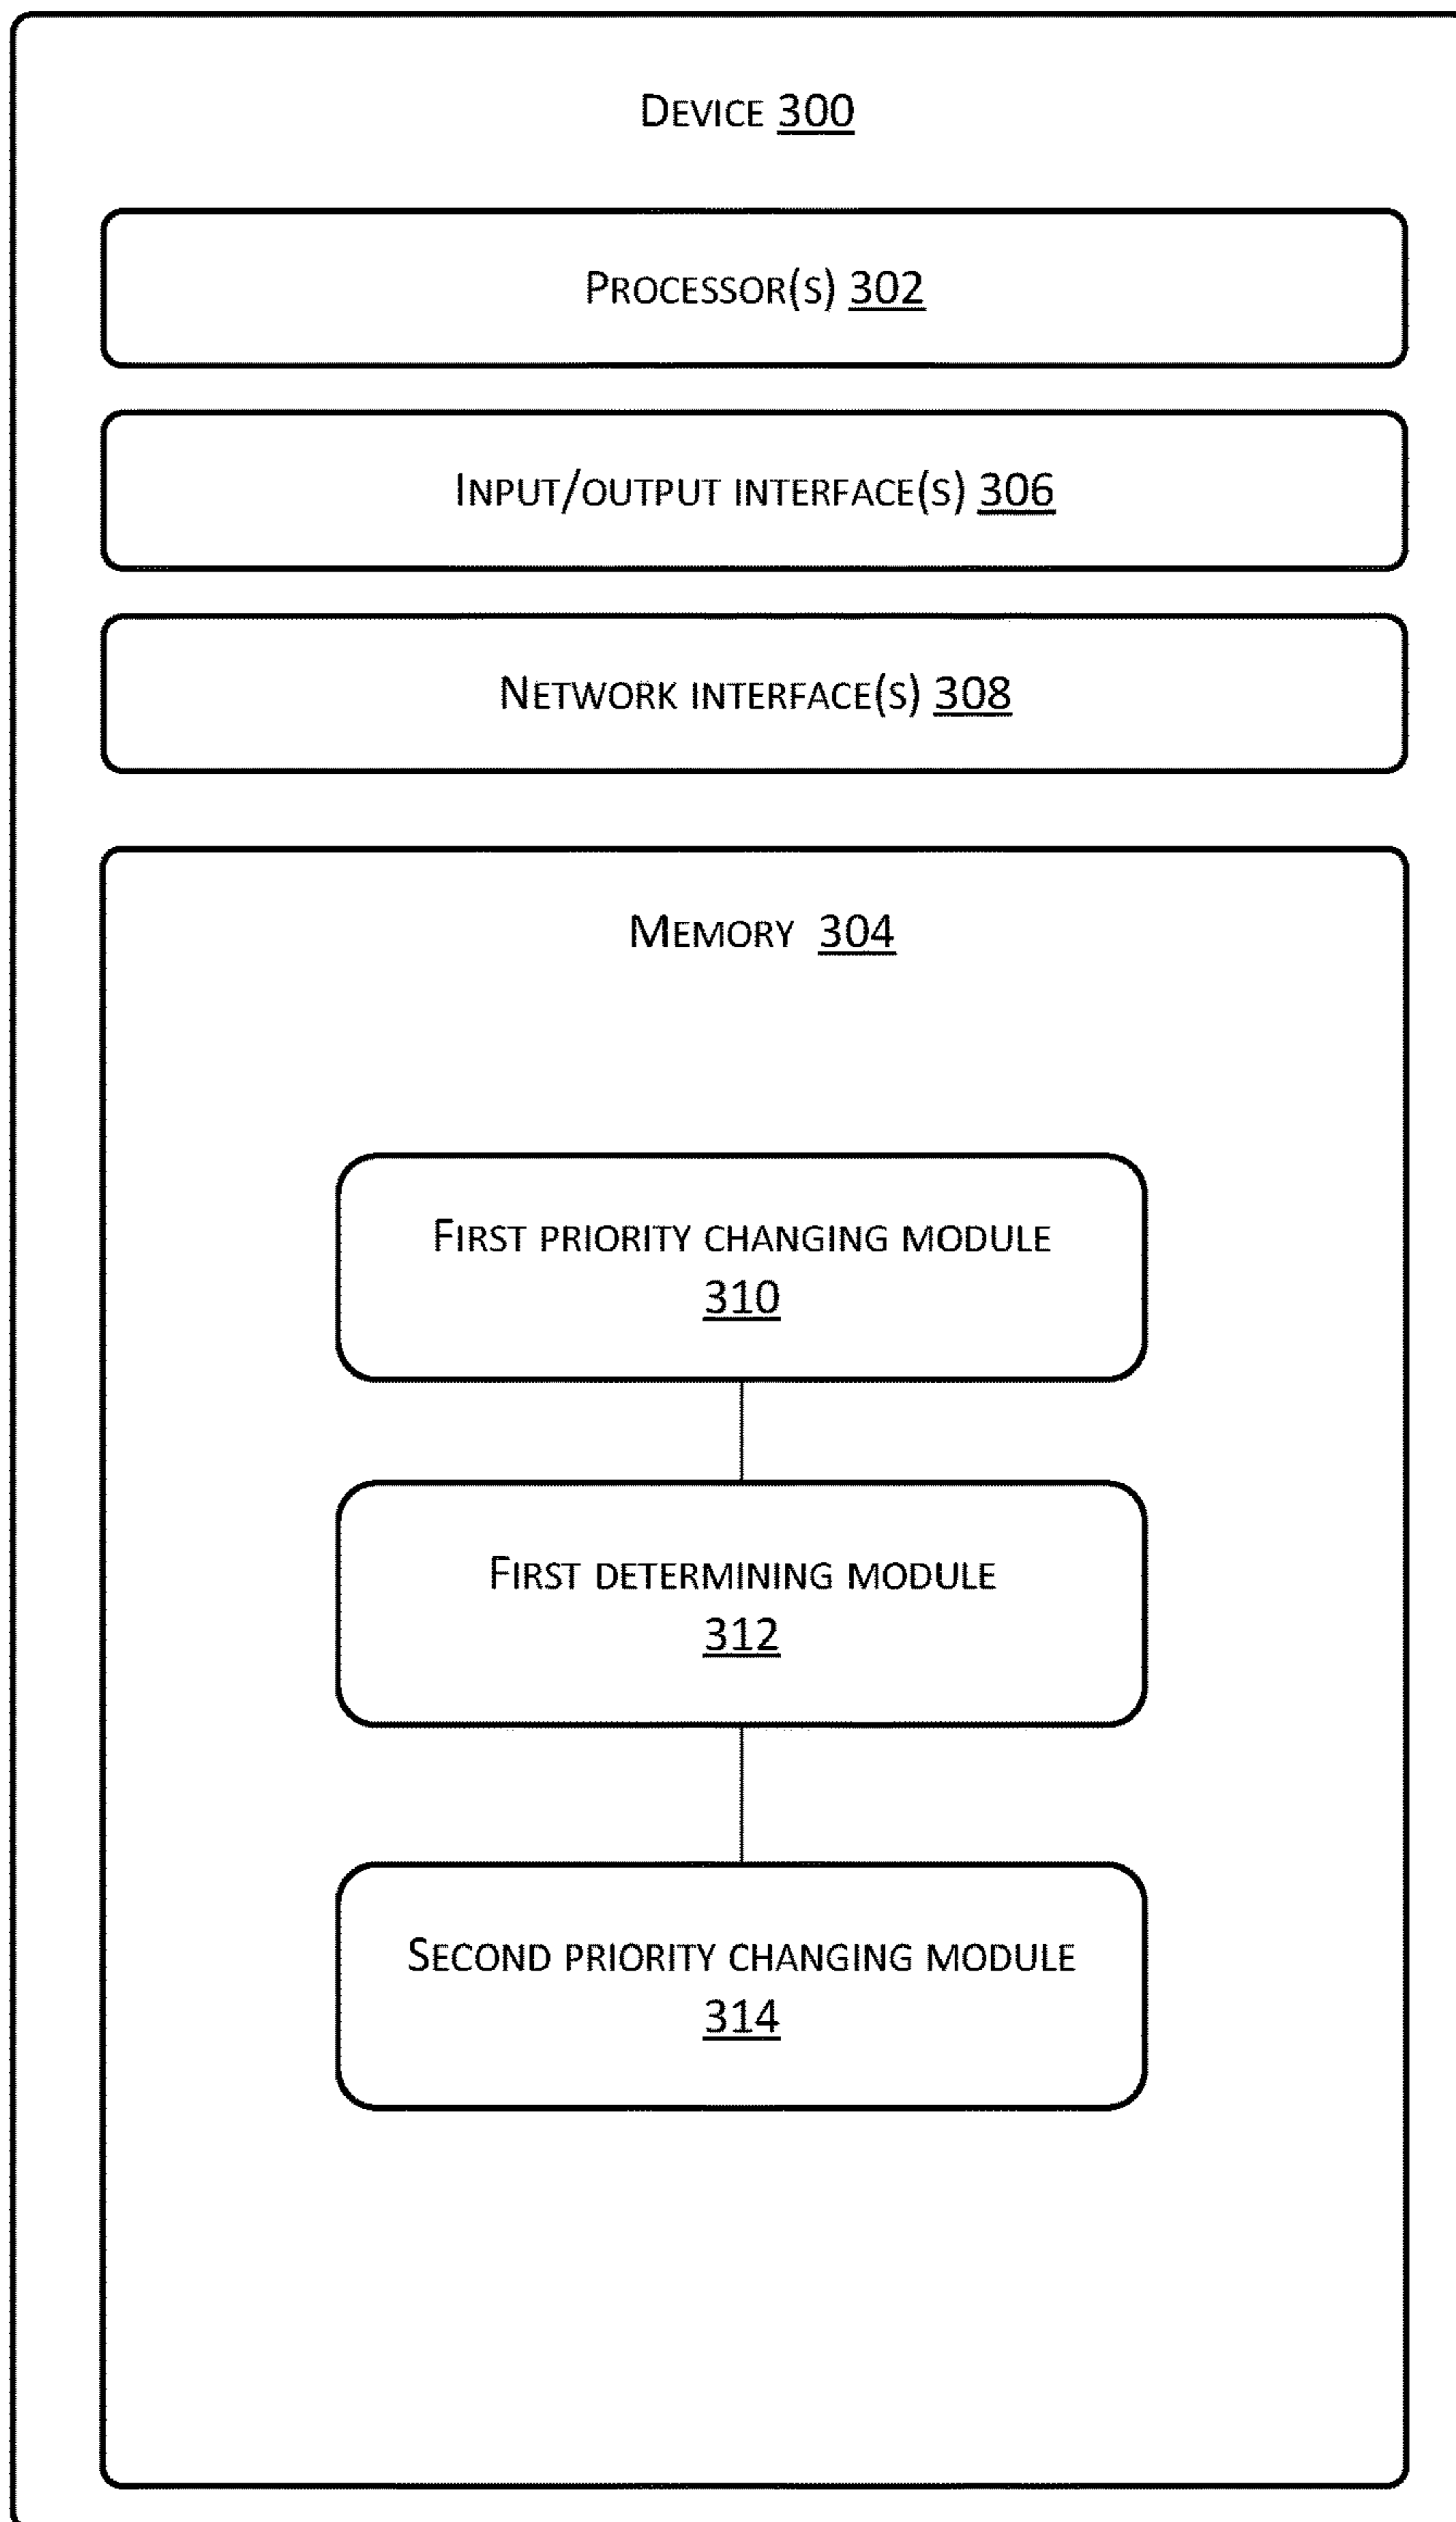 Device 300
Processor(s) 302
Input/output interface(s) 306
Network interface(s) 308
Memory 304
First priority changing module
310
First determining module
312
Second priority changing module
314